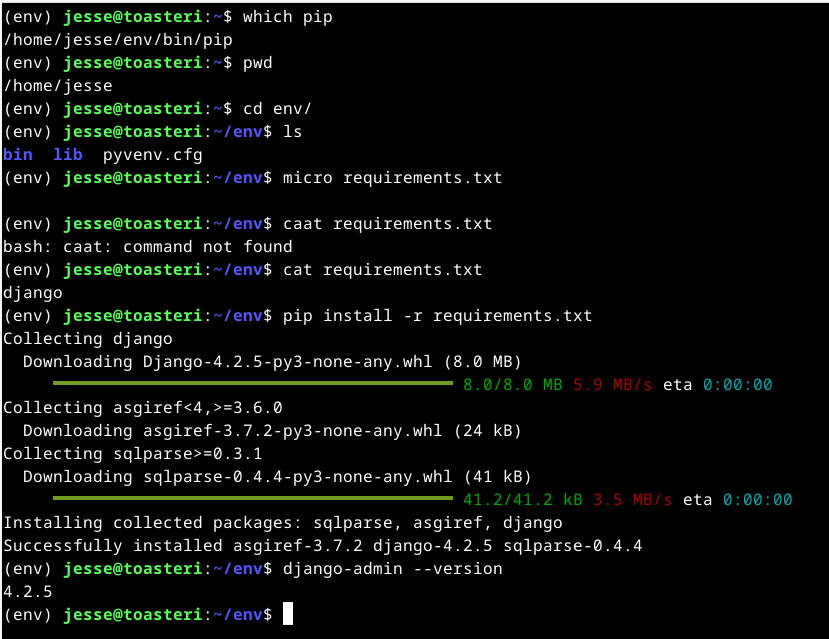 (env) jesse@toasteri:~$ which pip
/home/jesse/env/bin/pip
(env) jesse@toasteri:~$ pwd
/home/jesse
(env) jesse@toasteri:~$ cd env/
(env) jesse@toasteri:~/env$ ls
bin  lib  pyvenv.cfg
(env) jesse@toasteri:~/env$ micro requirements.txt
(env) jesse@toasteri:~/env$ caat requirements.txt
bash: caat: command not found
(env) jesse@toasteri:~/env$ cat requirements.txt
django
(env) jesse@toasteri:~/env$ pip install -r requirements.txt
Collecting django
  Downloading Django-4.2.5-py3-none-any.whl (8.0 MB)
8.0/8.0 MB 5.9 MB/s eta 0:00:00
Collecting asgiref<4,>=3.6.0
  Downloading asgiref-3.7.2-py3-none-any.whl (24 kB)
Collecting sqlparse>=0.3.1
  Downloading sqlparse-0.4.4-py3-none-any.whl (41 kB)
41.2/41.2 kB 3.5 MB/s eta 0:00:00
Installing collected packages: sqlparse, asgiref, django
Successfully installed asgiref-3.7.2 django-4.2.5 sqlparse-0.4.4
(env) jesse@toasteri:~/env$ django-admin --version
4.2.5
(env) jesse@toasteri:~/env$